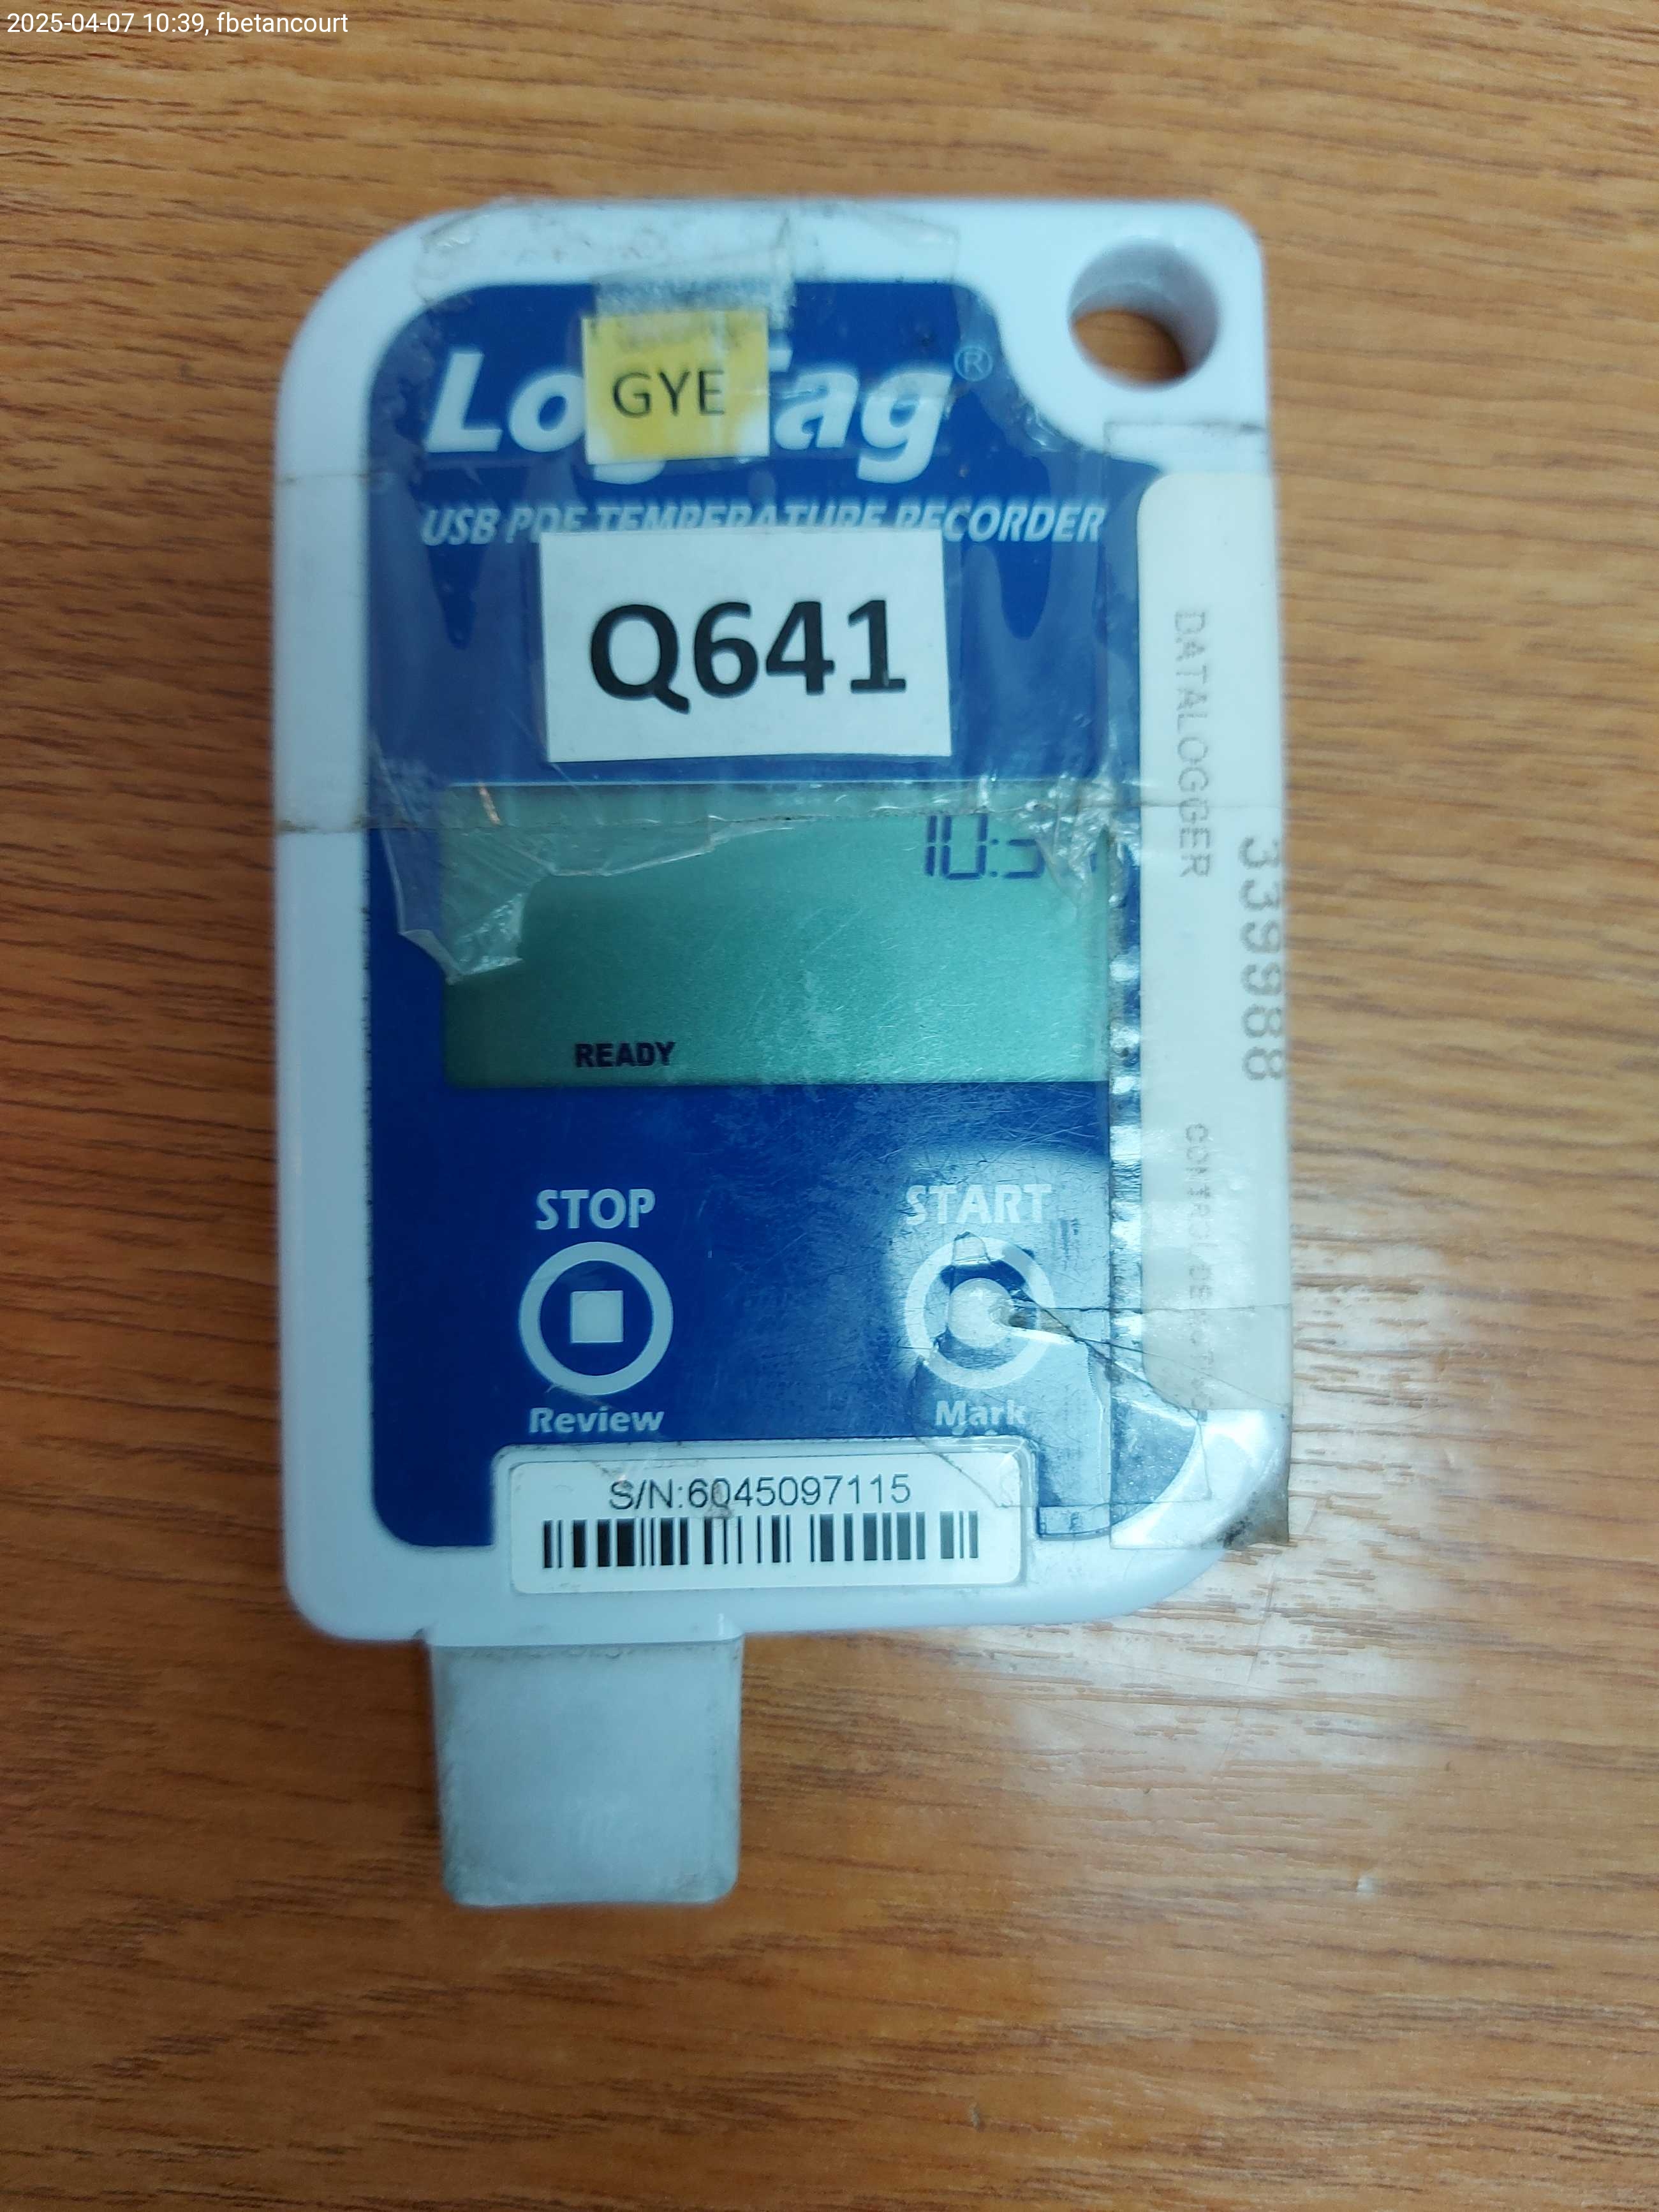 2025-04-07 10:39, fbetancourt
GYE
USB PDF TEMPERATURE RECORDER
Q641
READY
STOP
START
Review
Mark
S/N:6045097115
DATALOGGER
339988